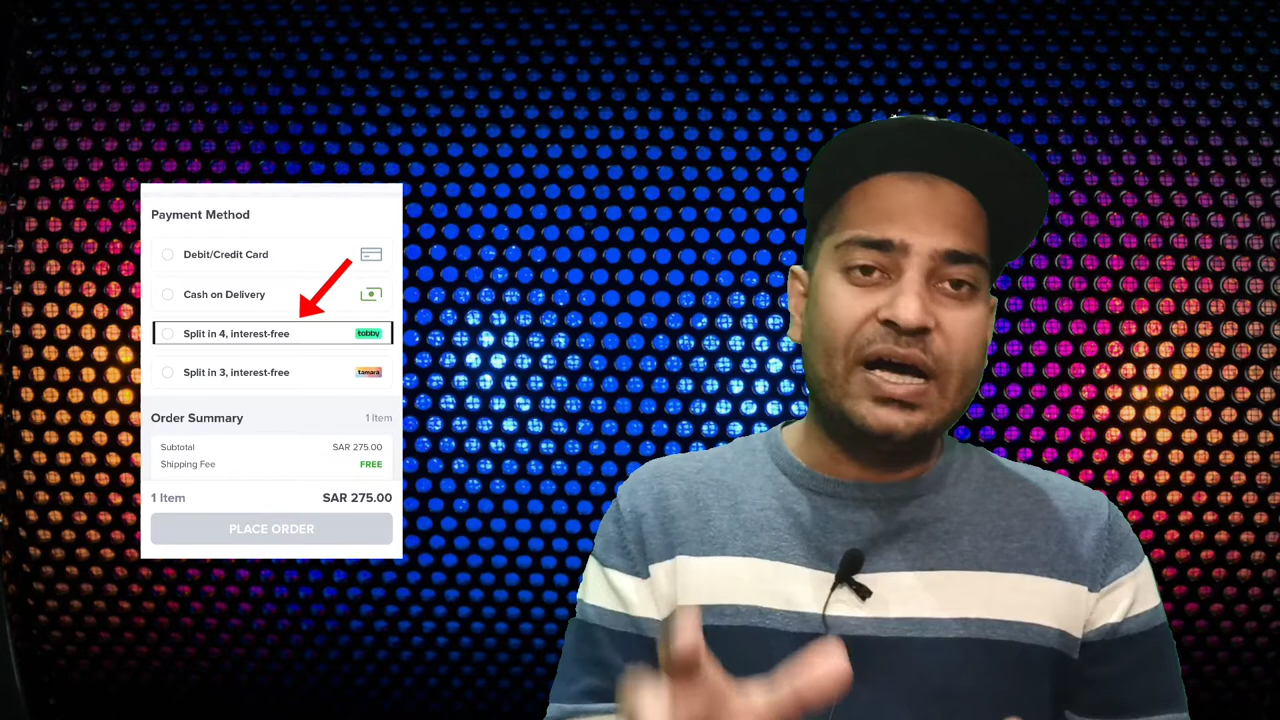 Payment Method
Debit/Credit Card
Cash on Delivery
Split in 4, interest-free tabby
Split in 3, interest-free tamara
Order Summary 1 Item
Subtotal SAR 275.00
Shipping Fee FREE
1 Item SAR 275.00
PLACE ORDER